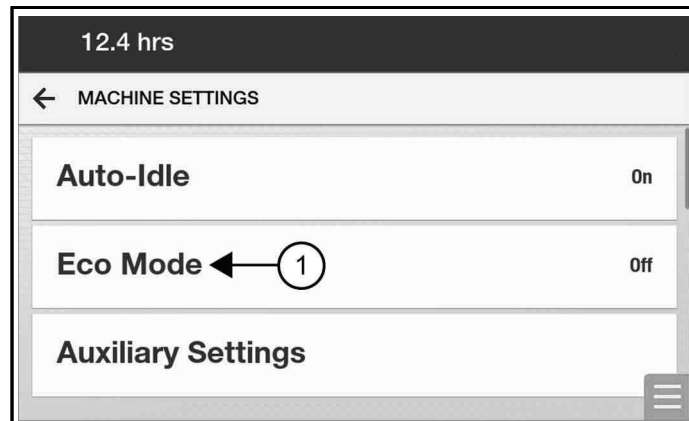 12.4 hrs
MACHINE SETTINGS
Auto-Idle On
Eco Mode 1 Off
Auxiliary Settings